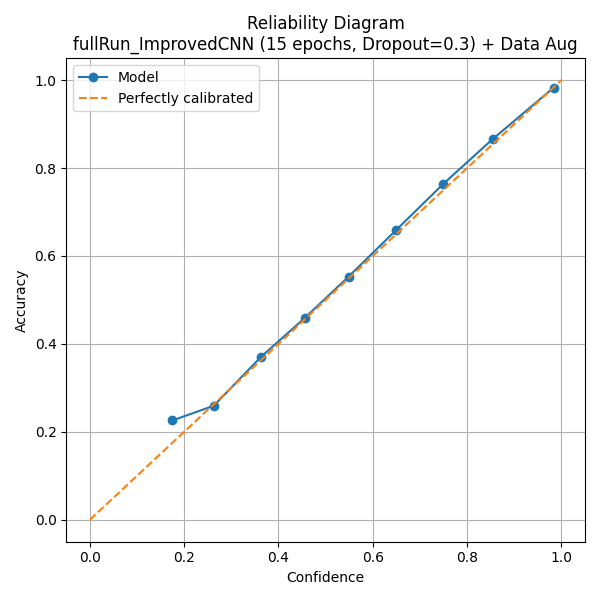 Reliability Diagram
fullRun_ImprovedCNN (15 epochs, Dropout=0.3) + Data Aug
Model
Perfectly calibrated
1.0
0.8
0.6
0.4
0.2
0.0
Accuracy
0.0 0.2 0.4 0.6 0.8 1.0
Confidence